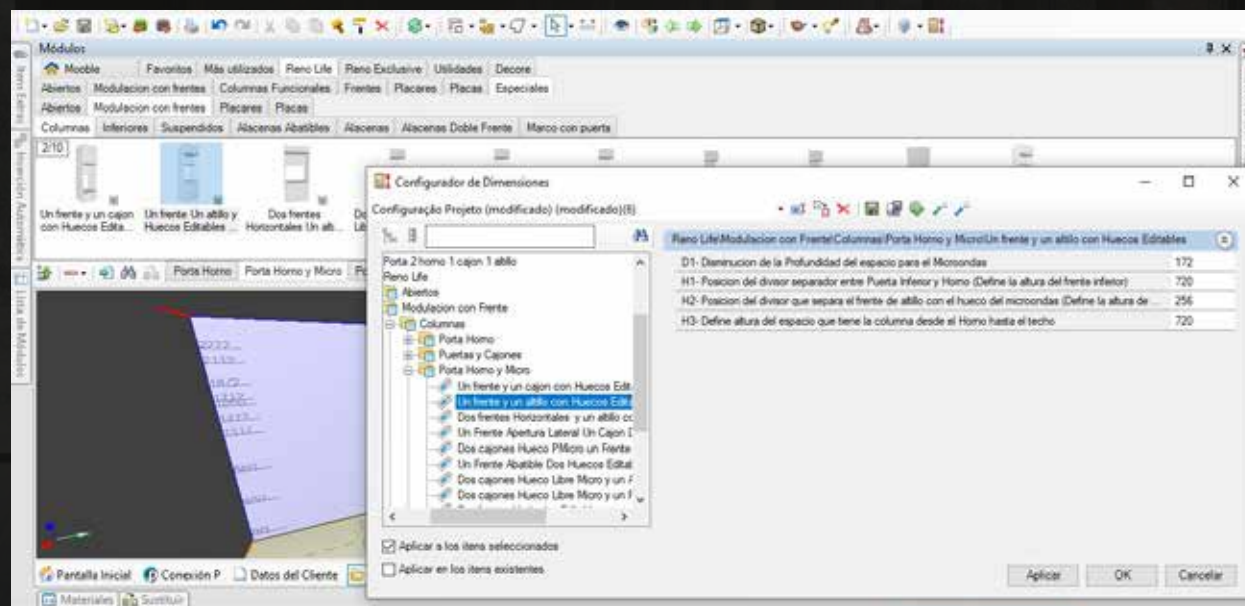 Módulos
Mooble Favoritos Más utilizados Reno Life Reno Exclusive Utilidades Decore
Abiertos Modulacion con frentes Columnas Funcionales Frentes Placares Placas Especiales
Abiertos Modulacion con frentes Placares Placas
Columnas Inferiores Suspendidos Alacenas Abatibles Alacenas Alacenas Doble Frente Marco con puerta
2/10
Un frente y un cajon con Huecos Edita...
Un frente Un altillo y Huecos Editables ...
Dos frentes Horizontales Un alt...
Porta Horno Porta Horno y Micro
Items Extras
Inserción Automática
Lista de Módulos
Configurador de Dimensiones
Configuração Projeto (modificado) (modificado)(6)
Porta 2 horno 1 cajon 1 altillo
Reno Life
Abiertos
Modulacion con Frente
Columnas
Porta Horno
Puertas y Cajones
Porta Horno y Micro
Un frente y un cajon con Huecos Edit
Un frente y un altillo con Huecos Edita
Dos frentes Horizontales y un altillo co
Un Frente Apertura Lateral Un Cajon D
Dos cajones Hueco PMicro un Frente
Un Frente Abatible Dos Huecos Editab
Dos cajones Hueco Libre Micro y un
Dos cajones Hueco Libre Micro y un
Reno Life\Modulacion con Frente\Columnas\Porta Horno y Micro\Un frente y un altillo con Huecos Editables
D1- Disminucion de la Profundidad del espacio para el Microondas 172
H1- Posicion del divisor separador entre Puerta Inferior y Horno (Define la altura del frente inferior) 720
H2- Posicion del divisor que separa el frente de altillo con el hueco del microondas (Define la altura de ... 256
H3- Define altura del espacio que tiene la columna desde el Horno hasta el techo 720
Aplicar a los itens seleccionados
Aplicar en los itens existentes
Aplicar OK Cancelar
Pantalla Inicial Conexión P Datos del Cliente
Materiales Sustituir